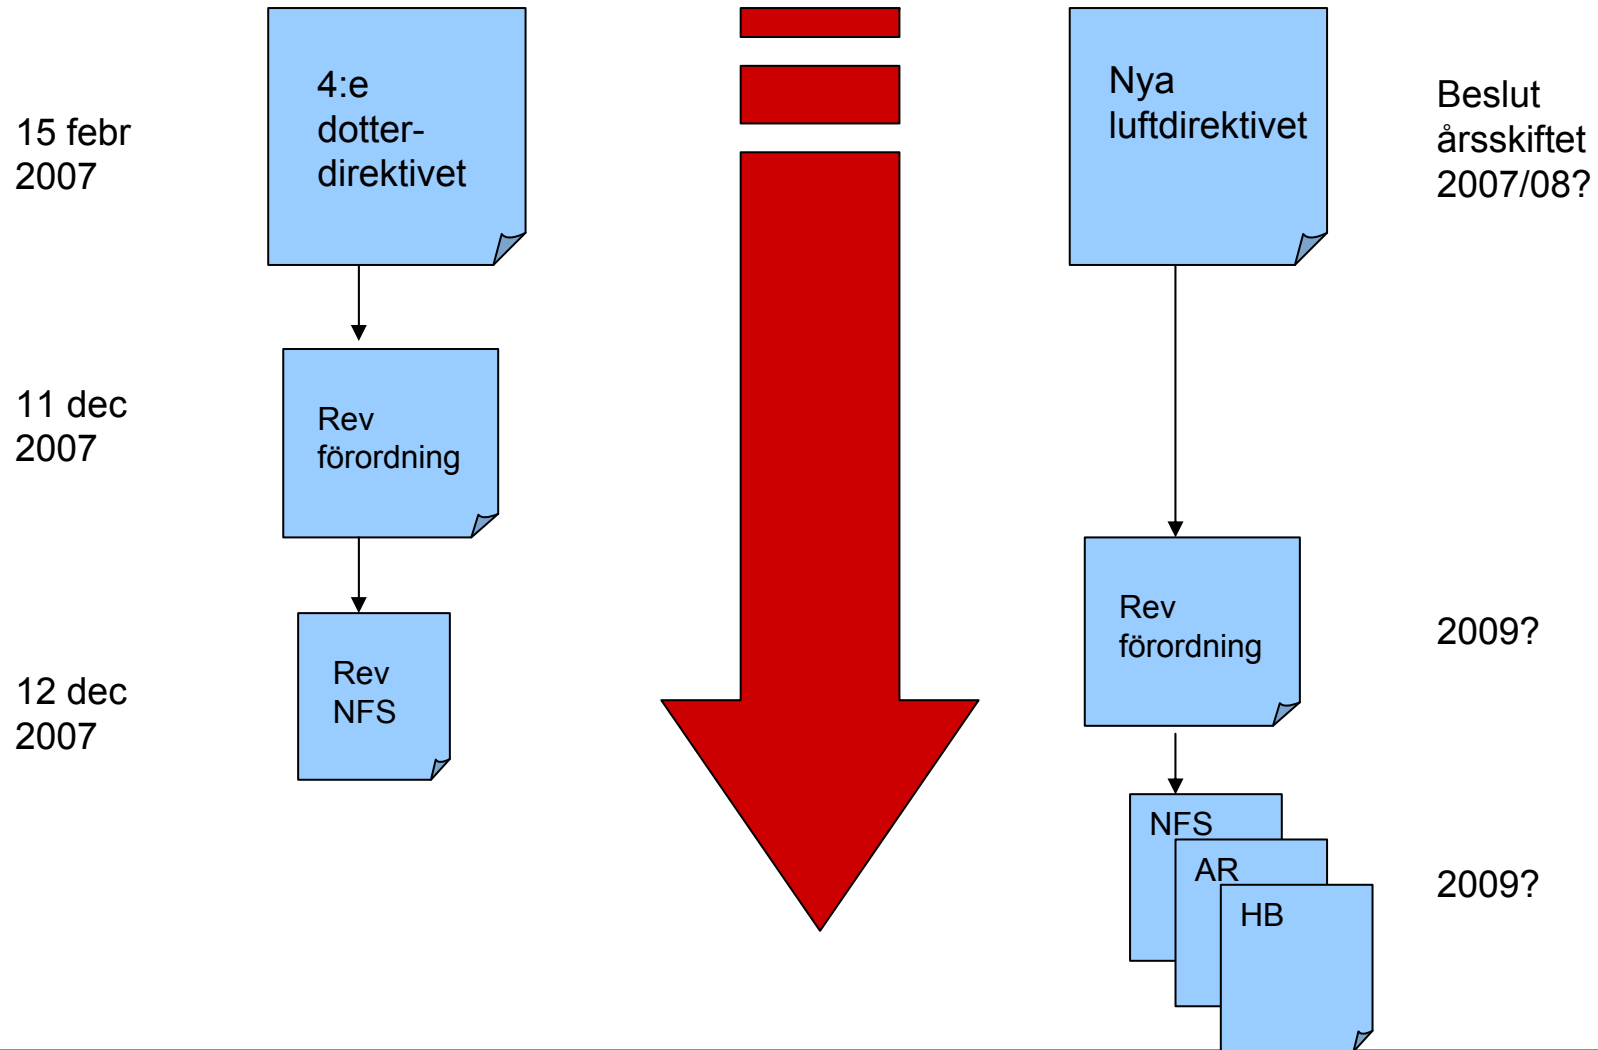 15 febr
2007
4:e
dotter-
direktivet
Nya
luftdirektivet
Beslut
årsskiftet
2007/08?
11 dec
2007
Rev
förordning
12 dec
2007
Rev
NFS
Rev
förordning
2009?
NFS
AR
HB
2009?